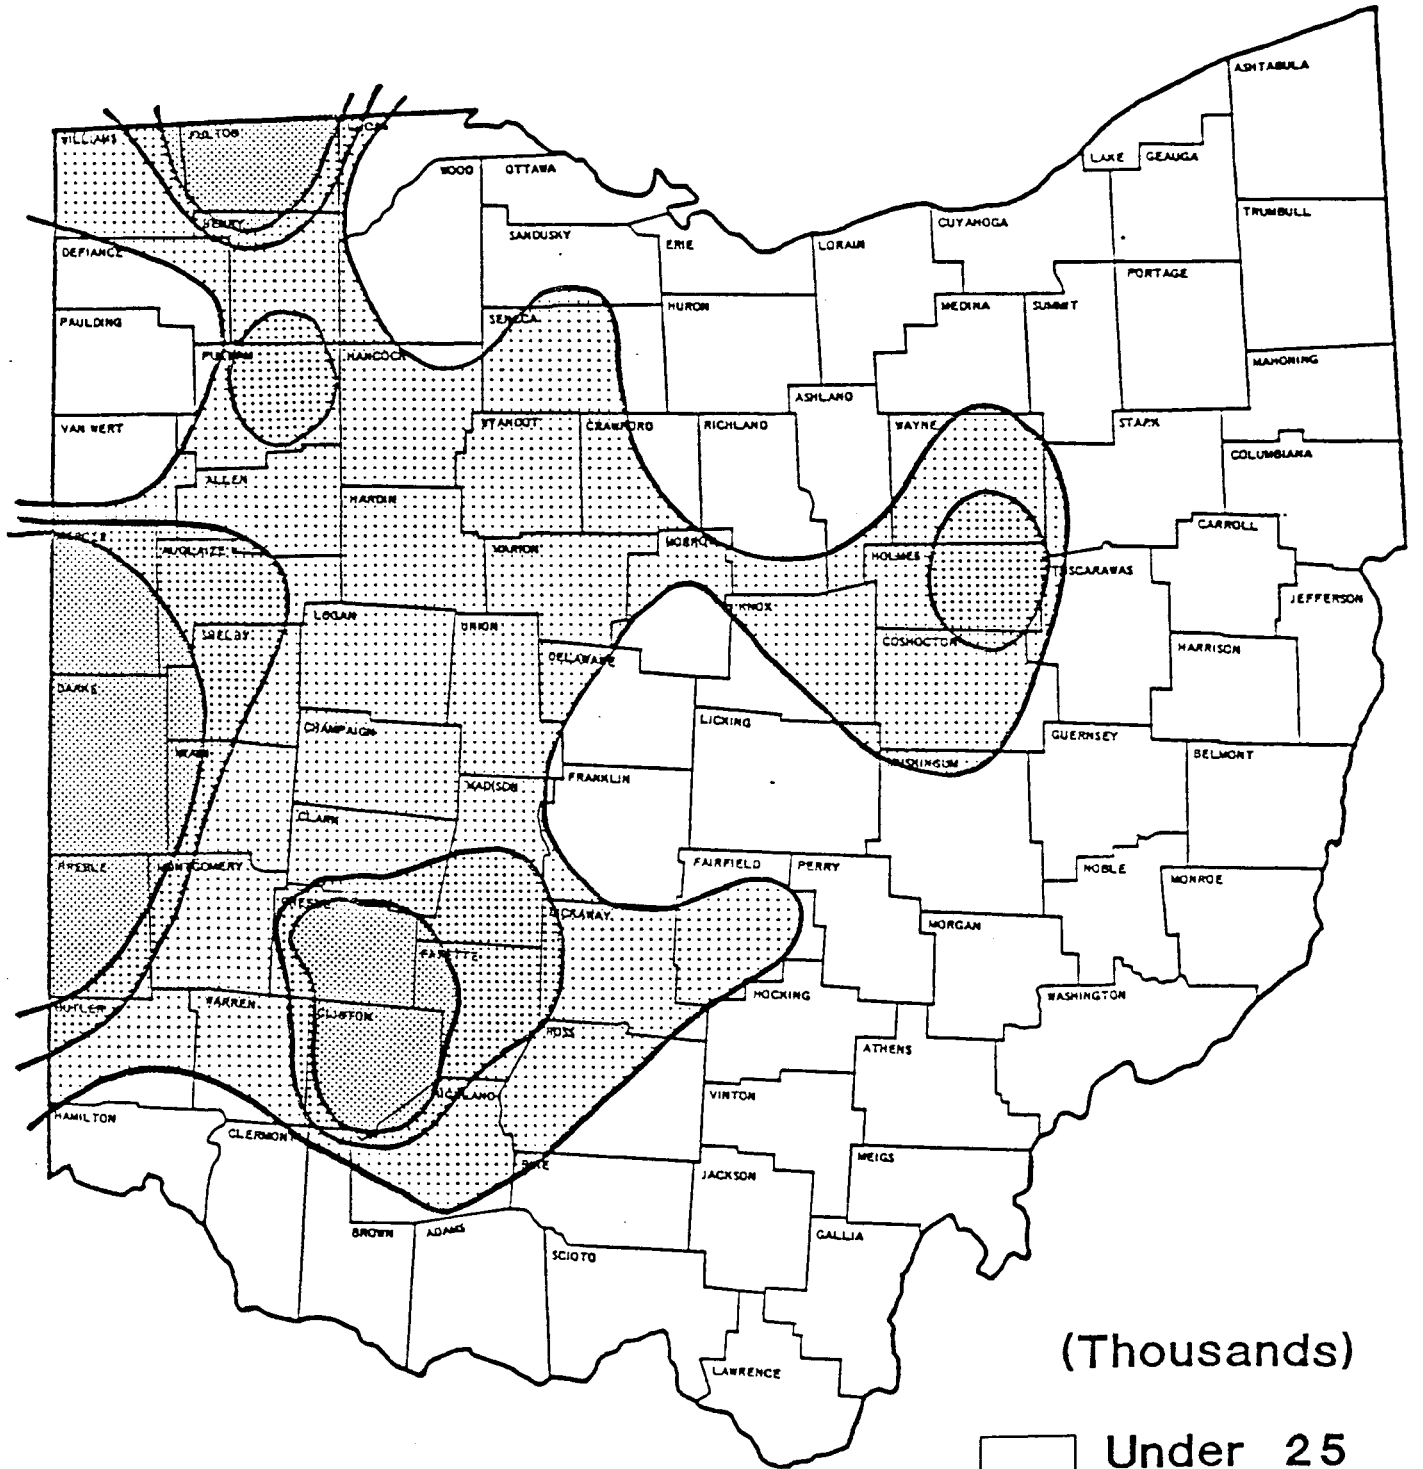 ASHTABULA
WILLIAMS
FULTON
LAKE
GEAUGA
WOOD
OTTAWA
TRUMBULL
HENRY
CUYAHOGA
SANDUSKY
ERIE
LORAIN
DEFIANCE
PORTAGE
MEDINA
SUMMIT
HURON
PAULDING
SENECA
HANCOCK
MAHONING
ASHLAND
VAN WERT
WYANDOT
CRAWFORD
RICHLAND
WAYNE
STARK
COLUMBIANA
ALLEN
HARDIN
CARROLL
MERCER
AUGLAIZE
MARION
HOLMES
TUSCARAWAS
JEFFERSON
KNOX
LOGAN
UNION
SHELBY
COSHOCTON
HARRISON
DELAWARE
DARKE
LICKING
CHAMPAIGN
GUERNSEY
MIAMI
BELMONT
MUSKINGUM
FRANKLIN
MADISON
CLARK
PREBLE
MONTGOMERY
FAIRFIELD
PERRY
NOBLE
MONROE
GREENE
PICKAWAY
MORGAN
FAYETTE
HOCKING
WASHINGTON
BUTLER
WARREN
CLINTON
ROSS
ATHENS
HIGHLAND
VINTON
HAMILTON
CLERMONT
MEIGS
PIKE
JACKSON
BROWN
ADAMS
GALLIA
SCIOTO
(Thousands)
LAWRENCE
Under 25